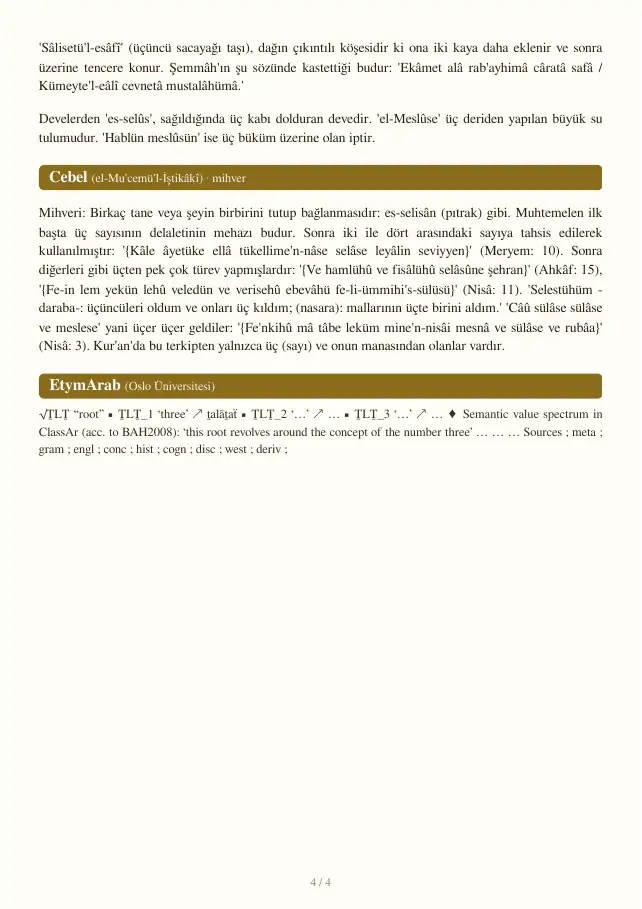 'Sâlisetü'l-esâfî' (üçüncü sacayağı taşı), dağın çıkıntılı köşesidir ki ona iki kaya daha eklenir ve sonra
üzerine tencere konur. Şemmâh'ın şu sözünde kastettiği budur: 'Ekâmet alâ rab'ayhimâ câratâ safâ /
Kümeyte'l-eâlî cevnetâ mustalâhümâ.'
Develerden 'es-selûs', sağıldığında üç kabı dolduran devedir. 'el-Meslûse' üç deriden yapılan büyük su
tulumudur. 'Hablün meslûsün' ise üç büküm üzerine olan iptir.
Cebel (el-Mu'cemü'l-İştikâkî) · mihver
Mihveri: Birkaç tane veya şeyin birbirini tutup bağlanmasıdır: es-selisân (pıtrak) gibi. Muhtemelen ilk
başta üç sayısının delaletinin mehazı budur. Sonra iki ile dört arasındaki sayıya tahsis edilerek
kullanılmıştır: '{Kâle âyetüke ellâ tükellime'n-nâse selâse leyâlin seviyyen}' (Meryem: 10). Sonra
diğerleri gibi üçten pek çok türev yapmışlardır: '{Ve hamlühû ve fisâlühû selâsûne şehran}' (Ahkâf: 15),
'{Fe-in lem yekün lehû veledün ve verisehû ebevâhü fe-li-ümmihi's-sülüsü}' (Nisâ: 11). 'Selestühüm -
daraba-: üçüncüleri oldum ve onları üç kıldım; (nasara): mallarının üçte birini aldım.' 'Câû sülâse sülâse
ve meslese' yani üçer üçer geldiler: '{Fe'nkihû mâ tâbe leküm mine'n-nisâi mesnâ ve sülâse ve rubâa}'
(Nisâ: 3). Kur'an'da bu terkipten yalnızca üç (sayı) ve onun manasından olanlar vardır.
EtymArab (Oslo Üniversitesi)
√ṮLṮ “root” ▪ ṮLṮ_1 ‘three’ ↗ ṯalāṯaẗ ▪ ṮLṮ_2 ‘…’ ↗ … ▪ ṮLṮ_3 ‘…’ ↗ … ♦ Semantic value spectrum in
ClassAr (acc. to BAH2008): ‘this root revolves around the concept of the number three’ … … … Sources ; meta ;
gram ; engl ; conc ; hist ; cogn ; disc ; west ; deriv ;
4 / 4